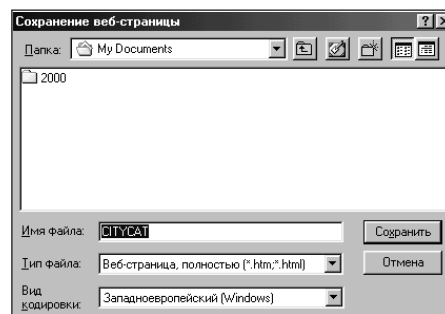 Сохранение веб-страницы
Папка: My Documents
2000
Имя файла: CITYCAT Сохранить
Тип файла: Веб-страница, полностью (*.htm;*.html) Отмена
Вид
кодировки: Западноевропейский (Windows)